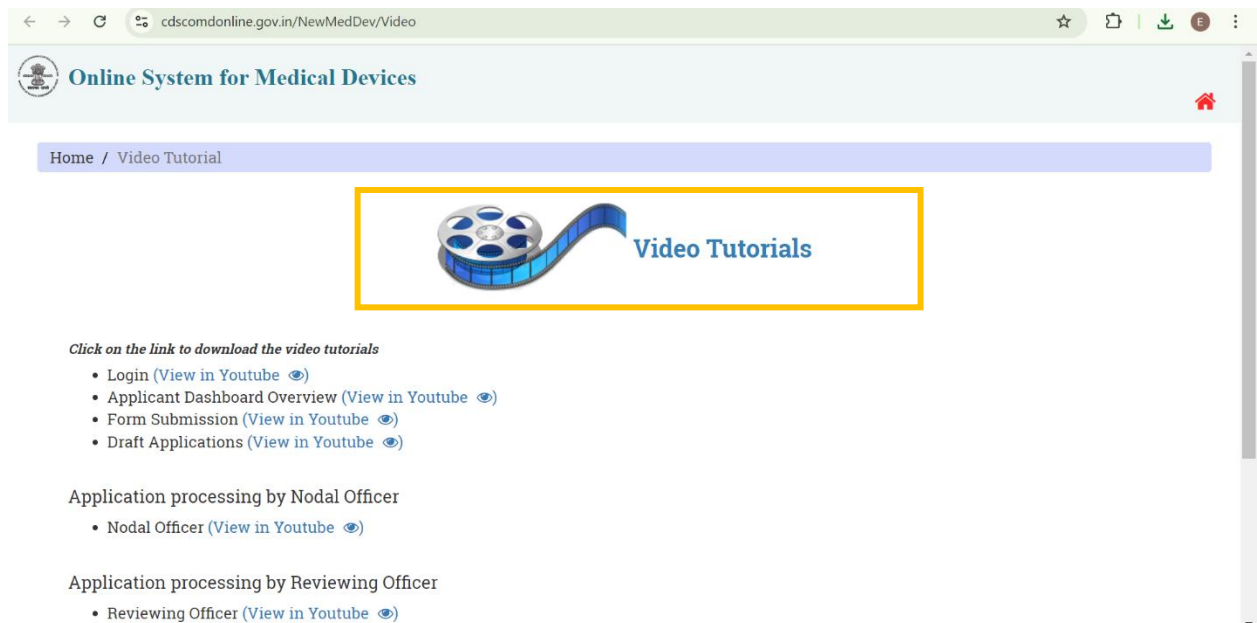 cdscomdonline.gov.in/NewMedDev/Video
E
Online System for Medical Devices
Home / Video Tutorial
Video Tutorials
Click on the link to download the video tutorials
• Login (View in Youtube )
• Applicant Dashboard Overview (View in Youtube )
• Form Submission (View in Youtube )
• Draft Applications (View in Youtube )
Application processing by Nodal Officer
• Nodal Officer (View in Youtube )
Application processing by Reviewing Officer
• Reviewing Officer (View in Youtube )